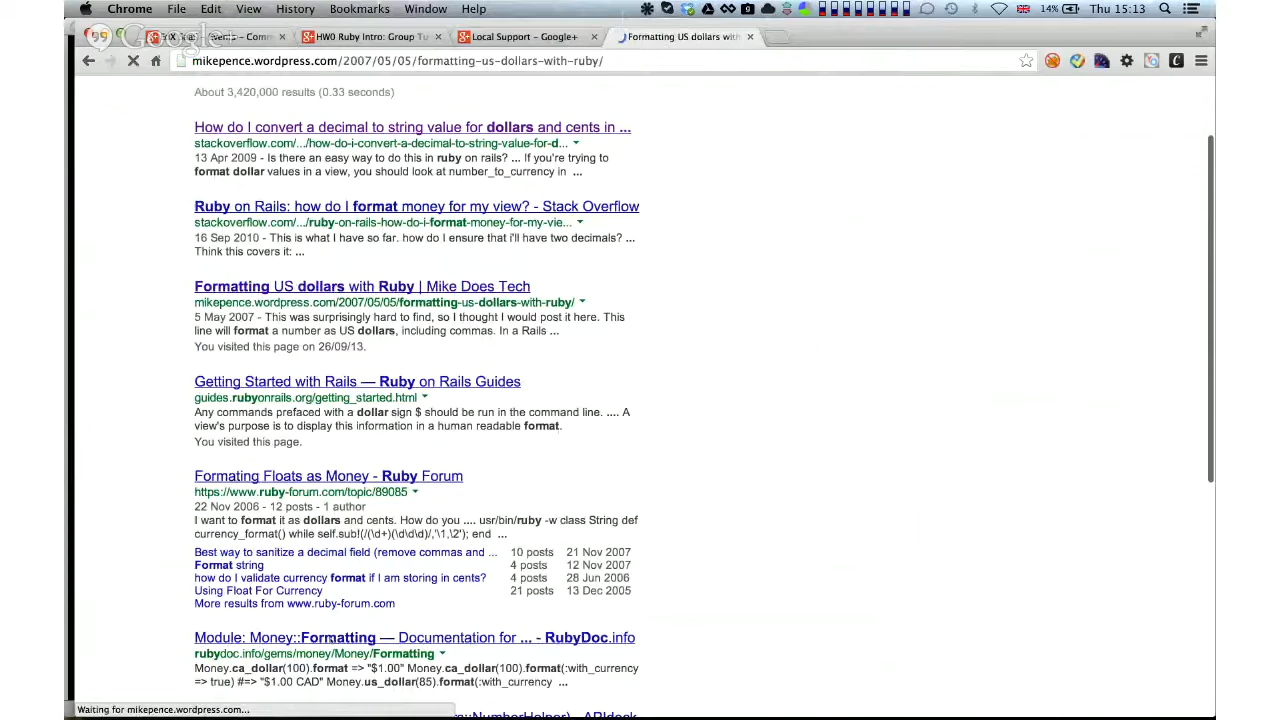 Chrome File Edit View History Bookmarks Window Help 14% Thu 15:13
Google+
HW0 Ruby Intro: Group Tu × Local Support – Google+ × Formatting US dollars with ×
mikepence.wordpress.com/2007/05/05/formatting-us-dollars-with-ruby/
About 3,420,000 results (0.33 seconds)
How do I convert a decimal to string value for dollars and cents in ...
stackoverflow.com/.../how-do-i-convert-a-decimal-to-string-value-for-d...
13 Apr 2009 - Is there an easy way to do this in ruby on rails? ... If you're trying to
format dollar values in a view, you should look at number_to_currency in ...
Ruby on Rails: how do I format money for my view? - Stack Overflow
stackoverflow.com/.../ruby-on-rails-how-do-i-format-money-for-my-vie...
16 Sep 2010 - This is what I have so far. how do I ensure that i'll have two decimals? ...
Think this covers it: ...
Formatting US dollars with Ruby | Mike Does Tech
mikepence.wordpress.com/2007/05/05/formatting-us-dollars-with-ruby/
5 May 2007 - This was surprisingly hard to find, so I thought I would post it here. This
line will format a number as US dollars, including commas. In a Rails ...
You visited this page on 26/09/13.
Getting Started with Rails — Ruby on Rails Guides
guides.rubyonrails.org/getting_started.html
Any commands prefaced with a dollar sign $ should be run in the command line. .... A
view's purpose is to display this information in a human readable format.
You visited this page.
Formating Floats as Money - Ruby Forum
https://www.ruby-forum.com/topic/89085
22 Nov 2006 - 12 posts - 1 author
I want to format it as dollars and cents. How do you .... usr/bin/ruby -w class String def
currency_format() while self.sub!(/(\d+)(\d\d\d)/,'\1,\2'); end ...
Best way to sanitize a decimal field (remove commas and ... 10 posts 21 Nov 2007
Format string 4 posts 12 Nov 2007
how do i validate currency format if I am storing in cents? 4 posts 28 Jun 2006
Using Float For Currency 21 posts 13 Dec 2005
More results from www.ruby-forum.com
Module: Money::Formatting — Documentation for ... - RubyDoc.info
rubydoc.info/gems/money/Money/Formatting
Money.ca_dollar(100).format => "$1.00" Money.ca_dollar(100).format(:with_currency
=> true) #=> "$1.00 CAD" Money.us_dollar(85).format(:with_currency ...
Waiting for mikepence.wordpress.com...